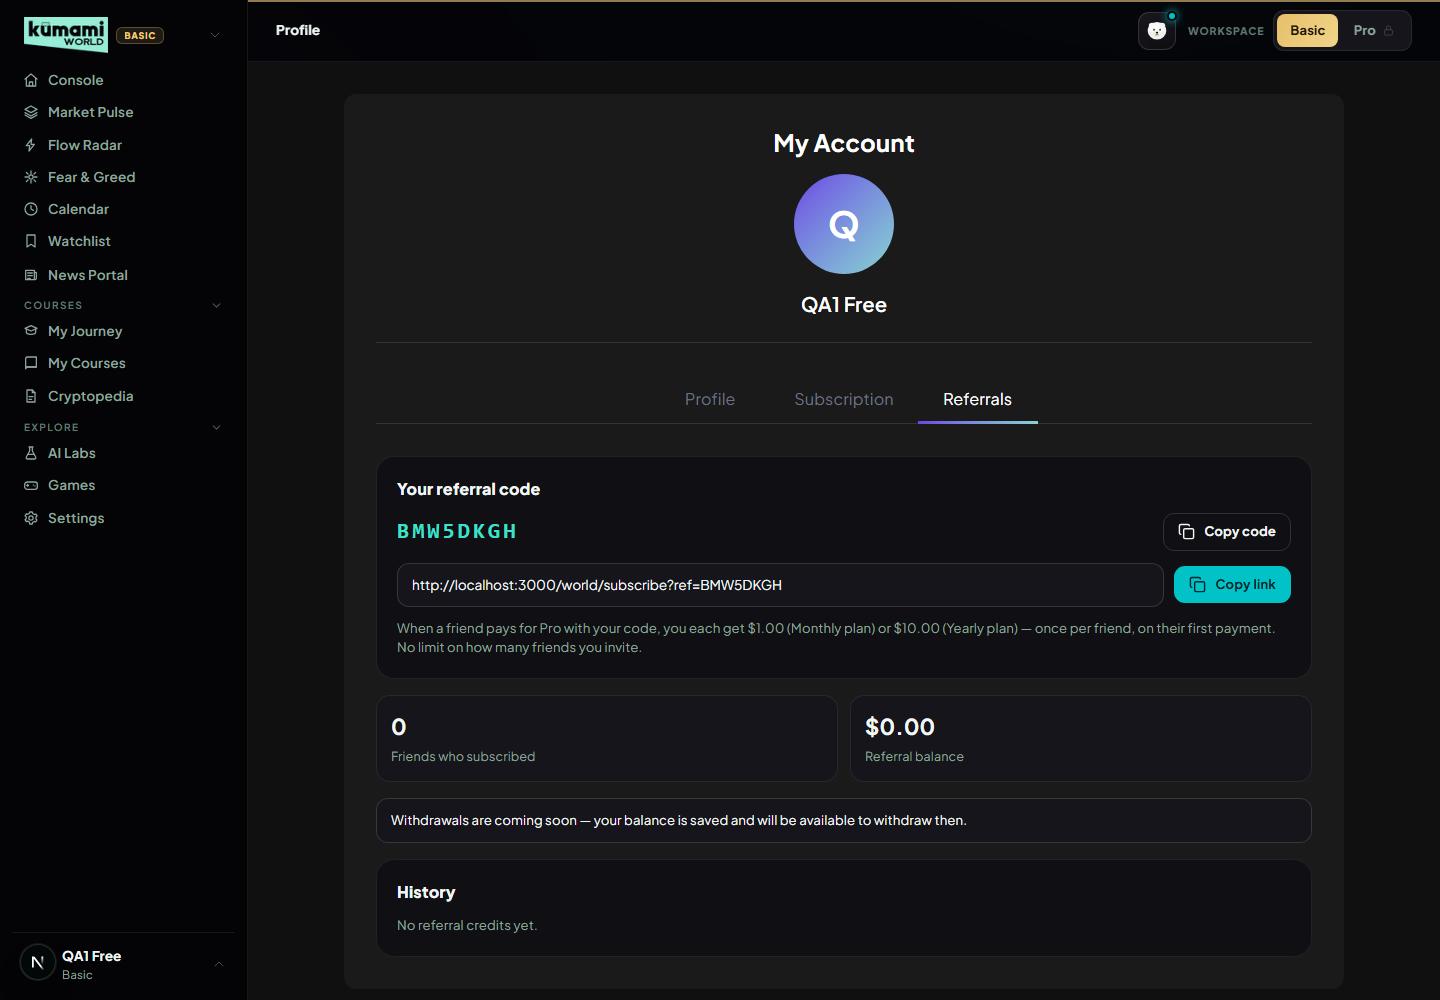 kumami
WORLD
BASIC
Console
Market Pulse
Flow Radar
Fear & Greed
Calendar
Watchlist
News Portal
COURSES
My Journey
My Courses
Cryptopedia
EXPLORE
AI Labs
Games
Settings
N
QA1 Free
Basic
Profile
WORKSPACE
Basic
Pro
My Account
Q
QA1 Free
Profile
Subscription
Referrals
Your referral code
BMW5DKGH
Copy code
http://localhost:3000/world/subscribe?ref=BMW5DKGH
Copy link
When a friend pays for Pro with your code, you each get $1.00 (Monthly plan) or $10.00 (Yearly plan) — once per friend, on their first payment.
No limit on how many friends you invite.
0
Friends who subscribed
$0.00
Referral balance
Withdrawals are coming soon — your balance is saved and will be available to withdraw then.
History
No referral credits yet.